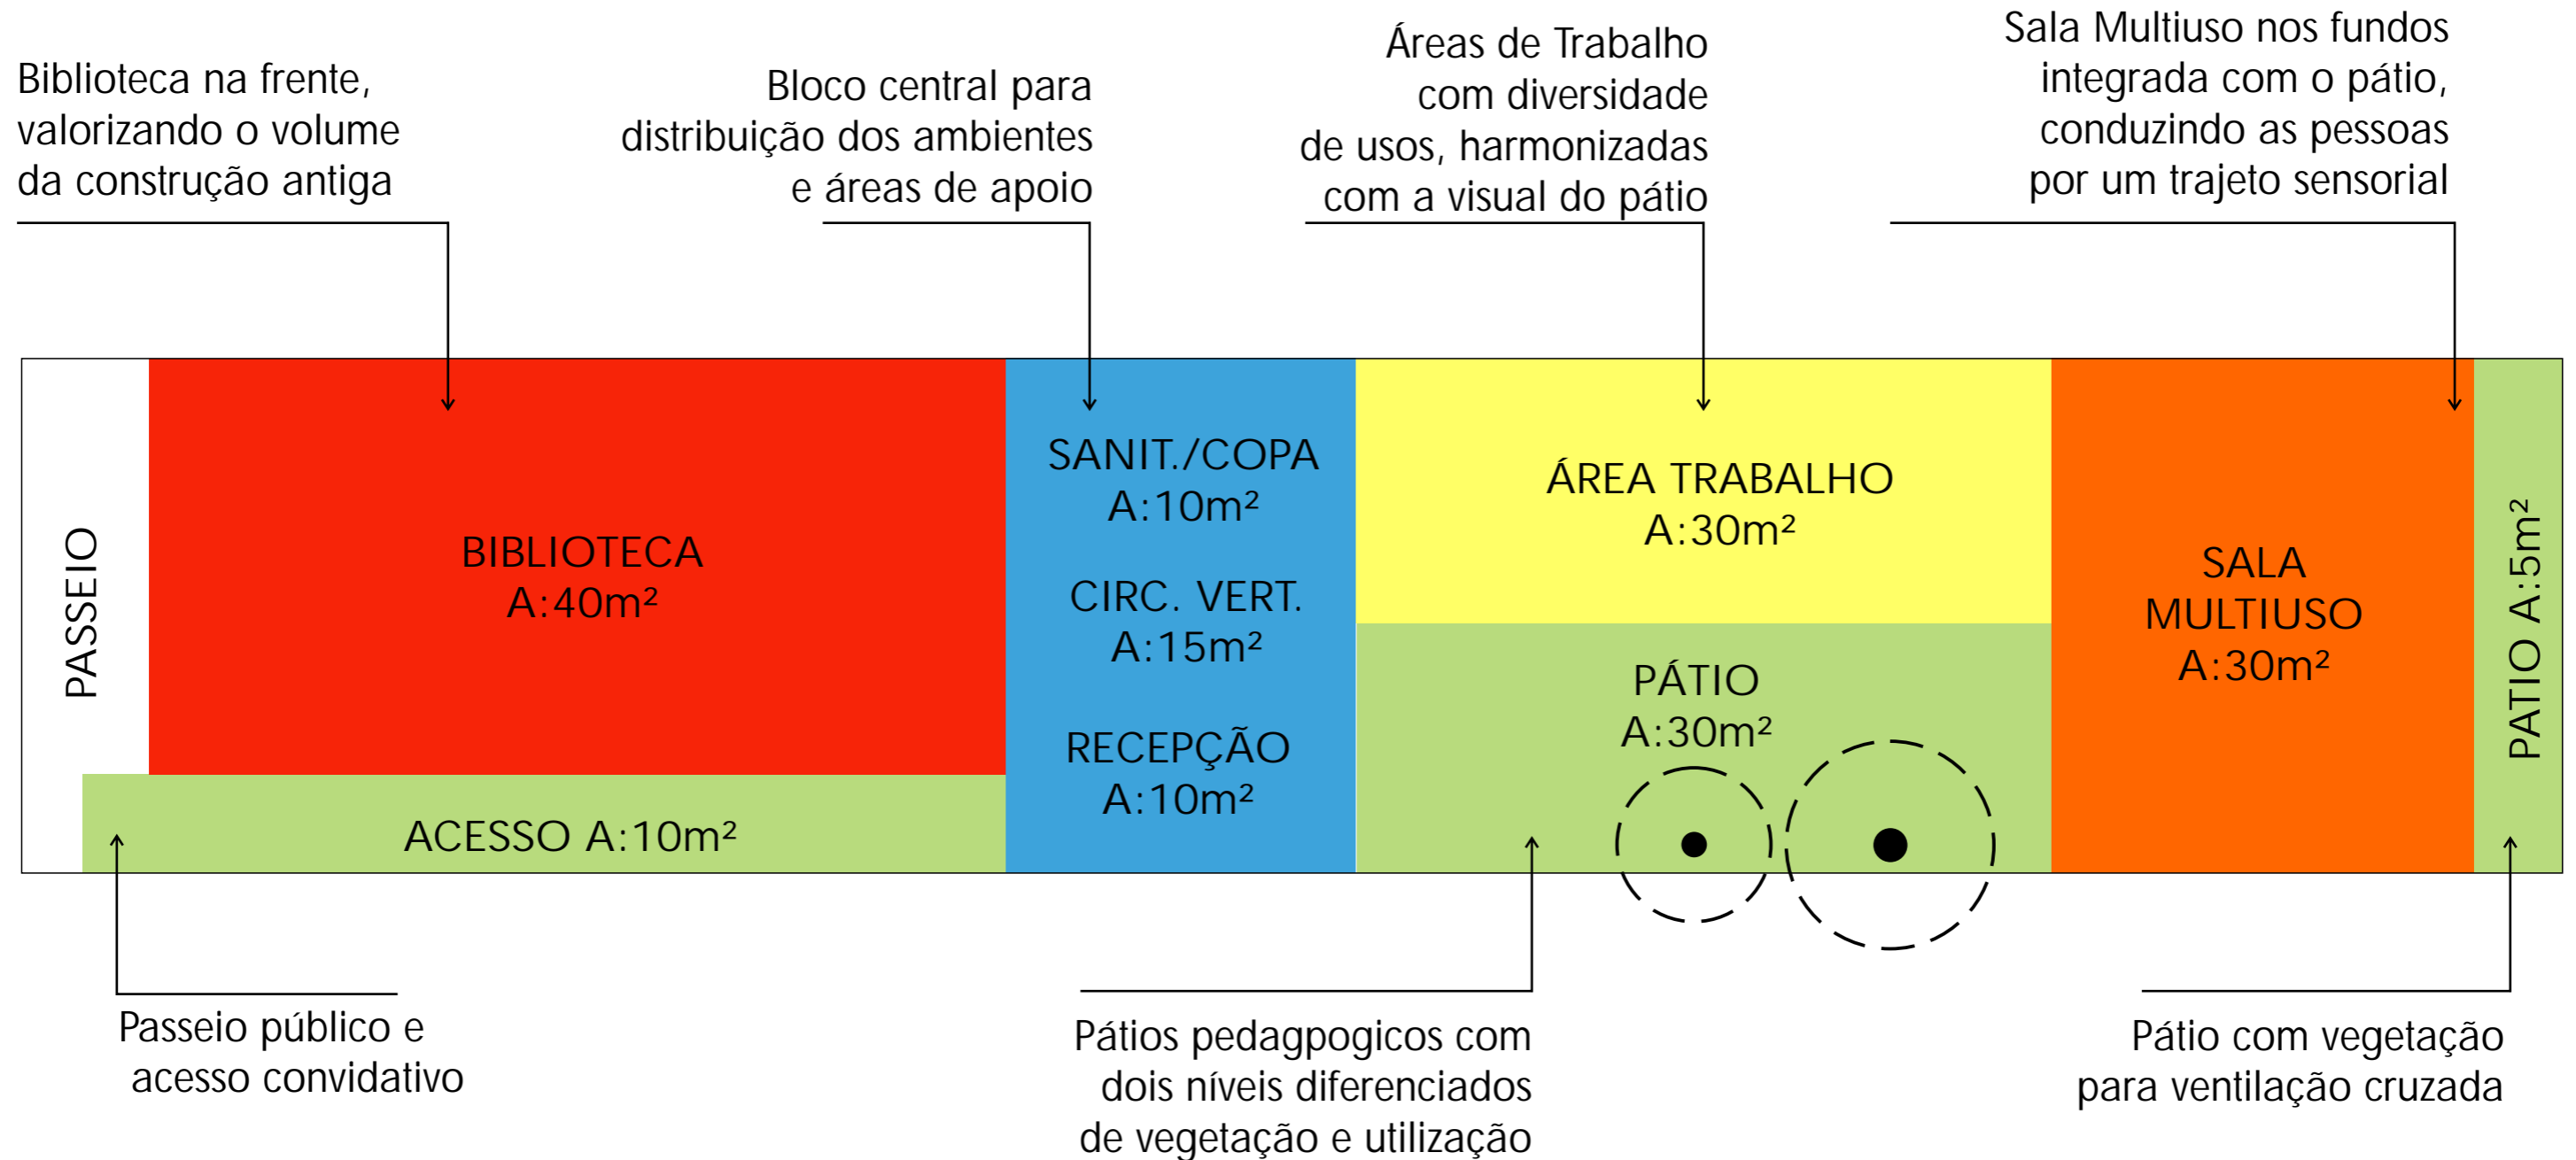 Biblioteca na frente,
valorizando o volume
da construção antiga
Bloco central para
distribuição dos ambientes
e áreas de apoio
Áreas de Trabalho
com diversidade
de usos, harmonizadas
com a visual do pátio
Sala Multiuso nos fundos
integrada com o pátio,
conduzindo as pessoas
por um trajeto sensorial
PASSEIO
BIBLIOTECA
A:40m²
ACESSO A:10m²
SANIT./COPA
A:10m²
CIRC. VERT.
A:15m²
RECEPÇÃO
A:10m²
ÁREA TRABALHO
A:30m²
PÁTIO
A:30m²
SALA
MULTIUSO
A:30m²
PATIO A:5m²
Passeio público e
acesso convidativo
Pátios pedagpogicos com
dois níveis diferenciados
de vegetação e utilização
Pátio com vegetação
para ventilação cruzada